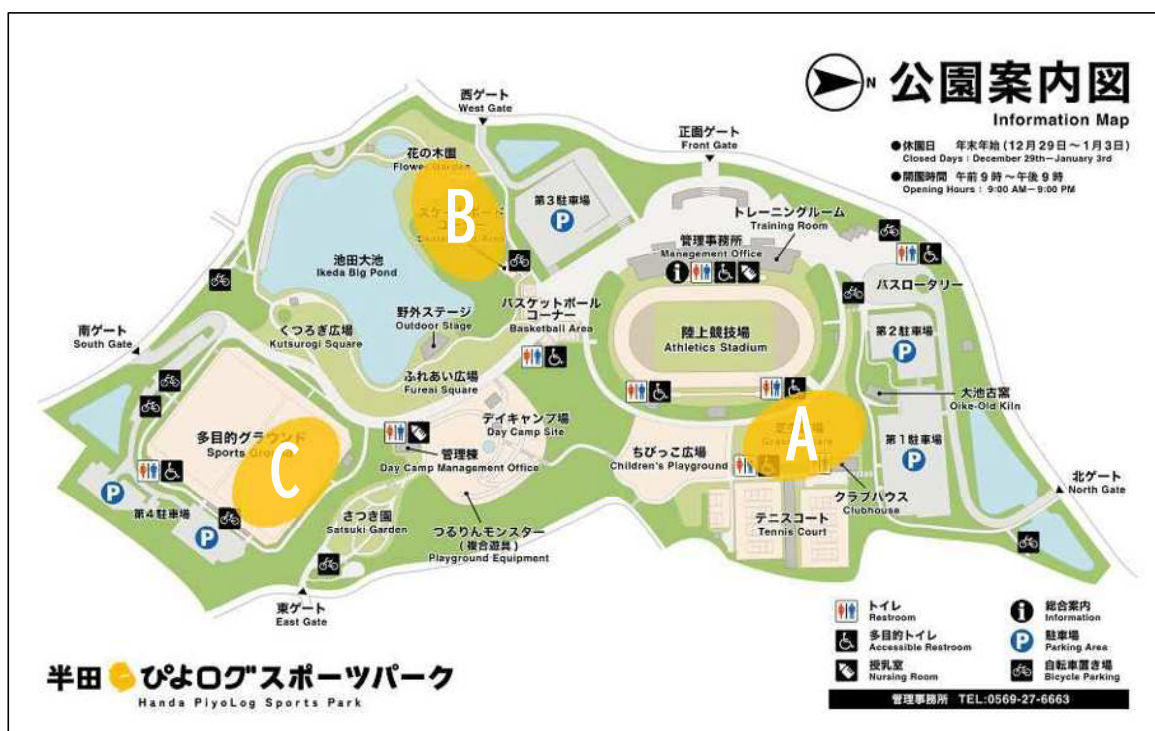 N
公園案内図
Information Map
●休園日 年末年始(12月29日〜1月3日)
Closed Days : December 29th-January 3rd
●開園時間 午前9時〜午後9時
Opening Hours : 9:00 AM-9:00 PM
西ゲート
West Gate
正面ゲート
Front Gate
花の木園
B
第3駐車場
P
トレーニングルーム
Training Room
管理事務所
Management Office
池田大池
Ikeda Big Pond
バスロータリー
野外ステージ
Outdoor Stage
バスケットボール
コーナー
Basketball Area
陸上競技場
Athletics Stadium
第2駐車場
P
くつろぎ広場
Kutsurogi Square
南ゲート
South Gate
ふれあい広場
Fureai Square
大池古窯
Oike-Old Kiln
デイキャンプ場
Day Camp Site
A
多目的グラウンド
C
管理棟
Day Camp Management Office
ちびっこ広場
Children's Playground
第1駐車場
P
クラブハウス
Clubhouse
北ゲート
North Gate
P
第4駐車場
P
さつき園
Satsuki Garden
つるりんモンスター
(複合遊具)
Playground Equipment
テニスコート
Tennis Court
東ゲート
East Gate
トイレ
Restroom
総合案内
Information
多目的トイレ
Accessible Restroom
P
駐車場
Parking Area
授乳室
Nursing Room
自転車置き場
Bicycle Parking
管理事務所 TEL:0569-27-6663
半田ぴよログスポーツパーク
Handa PiyoLog Sports Park